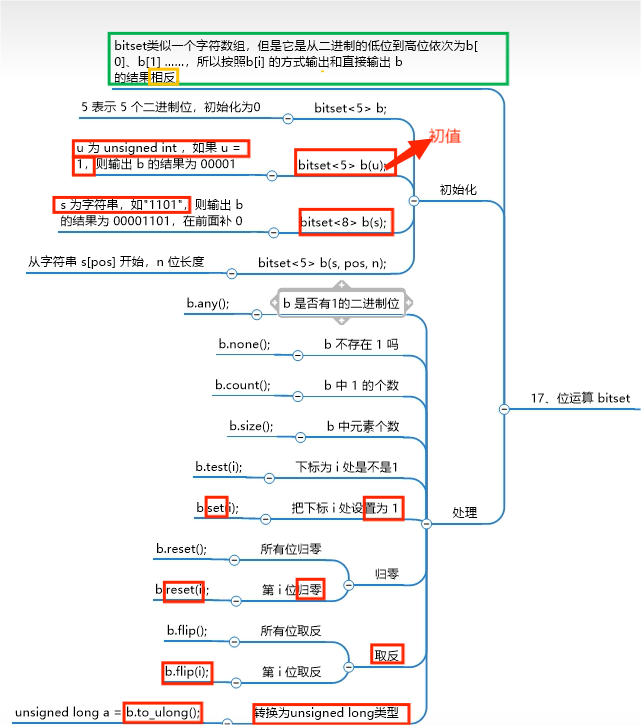 bitset类似一个字符数组，但是它是从二进制的低位到高位依次为b[
0]、b[1] ......，所以按照b[i] 的方式输出和直接输出 b
的结果相反
5 表示 5 个二进制位，初始化为0
bitset<5> b;
初值
u 为 unsigned int ，如果 u =
1，则输出 b 的结果为 00001
bitset<5> b(u);
初始化
s 为字符串，如"1101"，则输出 b
的结果为 00001101，在前面补 0
bitset<8> b(s);
从字符串 s[pos] 开始，n 位长度
bitset<5> b(s, pos, n);
b.any();
b 是否有1的二进制位
b.none();
b 不存在 1 吗
b.count();
b 中 1 的个数
17、位运算 bitset
b.size();
b 中元素个数
b.test(i);
下标为 i 处是不是1
b.set(i);
把下标 i 处设置为 1
处理
b.reset();
所有位归零
归零
b.reset(i);
第 i 位归零
b.flip();
所有位取反
取反
b.flip(i);
第 i 位取反
unsigned long a = b.to_ulong();
转换为unsigned long类型